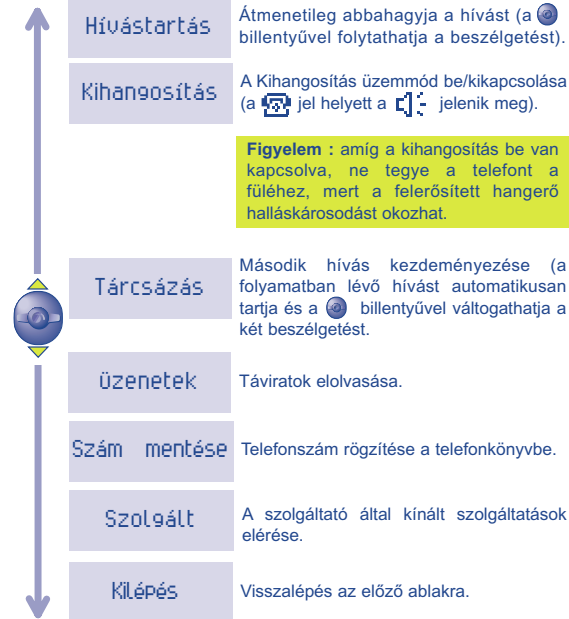 Hívástartás
Átmenetileg abbahagyja a hívást (a
billentyűvel folytathatja a beszélgetést).
Kihangosítás
A Kihangosítás üzemmód be/kikapcsolása
(a jel helyett a jelenik meg).
Figyelem : amíg a kihangosítás be van
kapcsolva, ne tegye a telefont a
füléhez, mert a felerősített hangerő
halláskárosodást okozhat.
Tárcsázás
Második hívás kezdeményezése (a
folyamatban lévő hívást automatikusan
tartja és a billentyűvel váltogathatja a
két beszélgetést.
üzenetek
Táviratok elolvasása.
Szám mentése
Telefonszám rögzítése a telefonkönyvbe.
Szolgált
A szolgáltató által kínált szolgáltatások
elérése.
Kilépés
Visszalépés az előző ablakra.